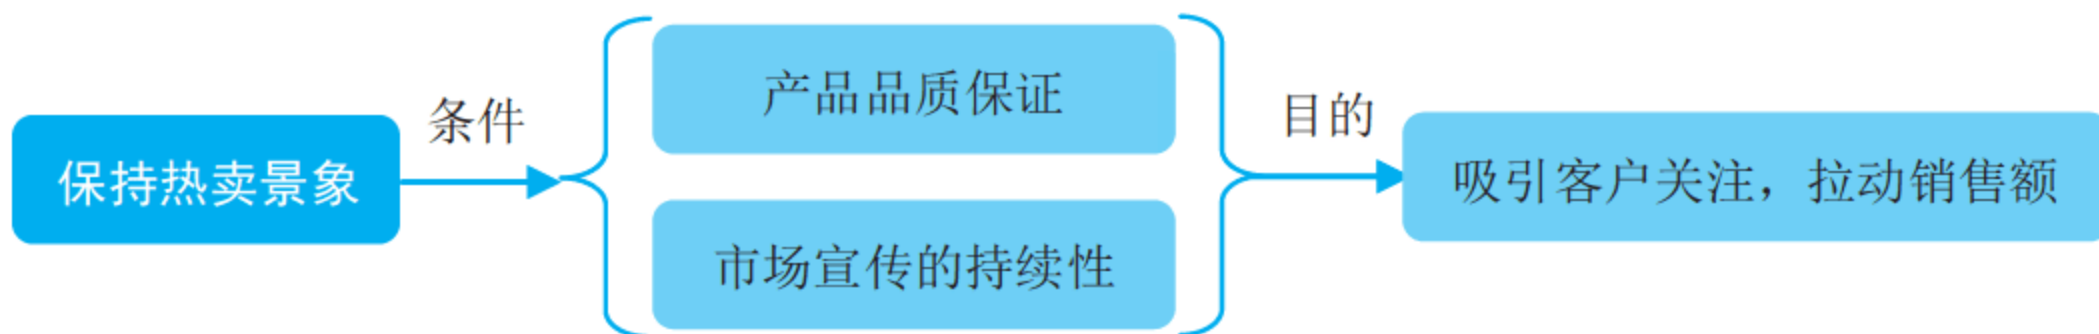 保持热卖景象
条件
产品品质保证
市场宣传的持续性
目的
吸引客户关注，拉动销售额